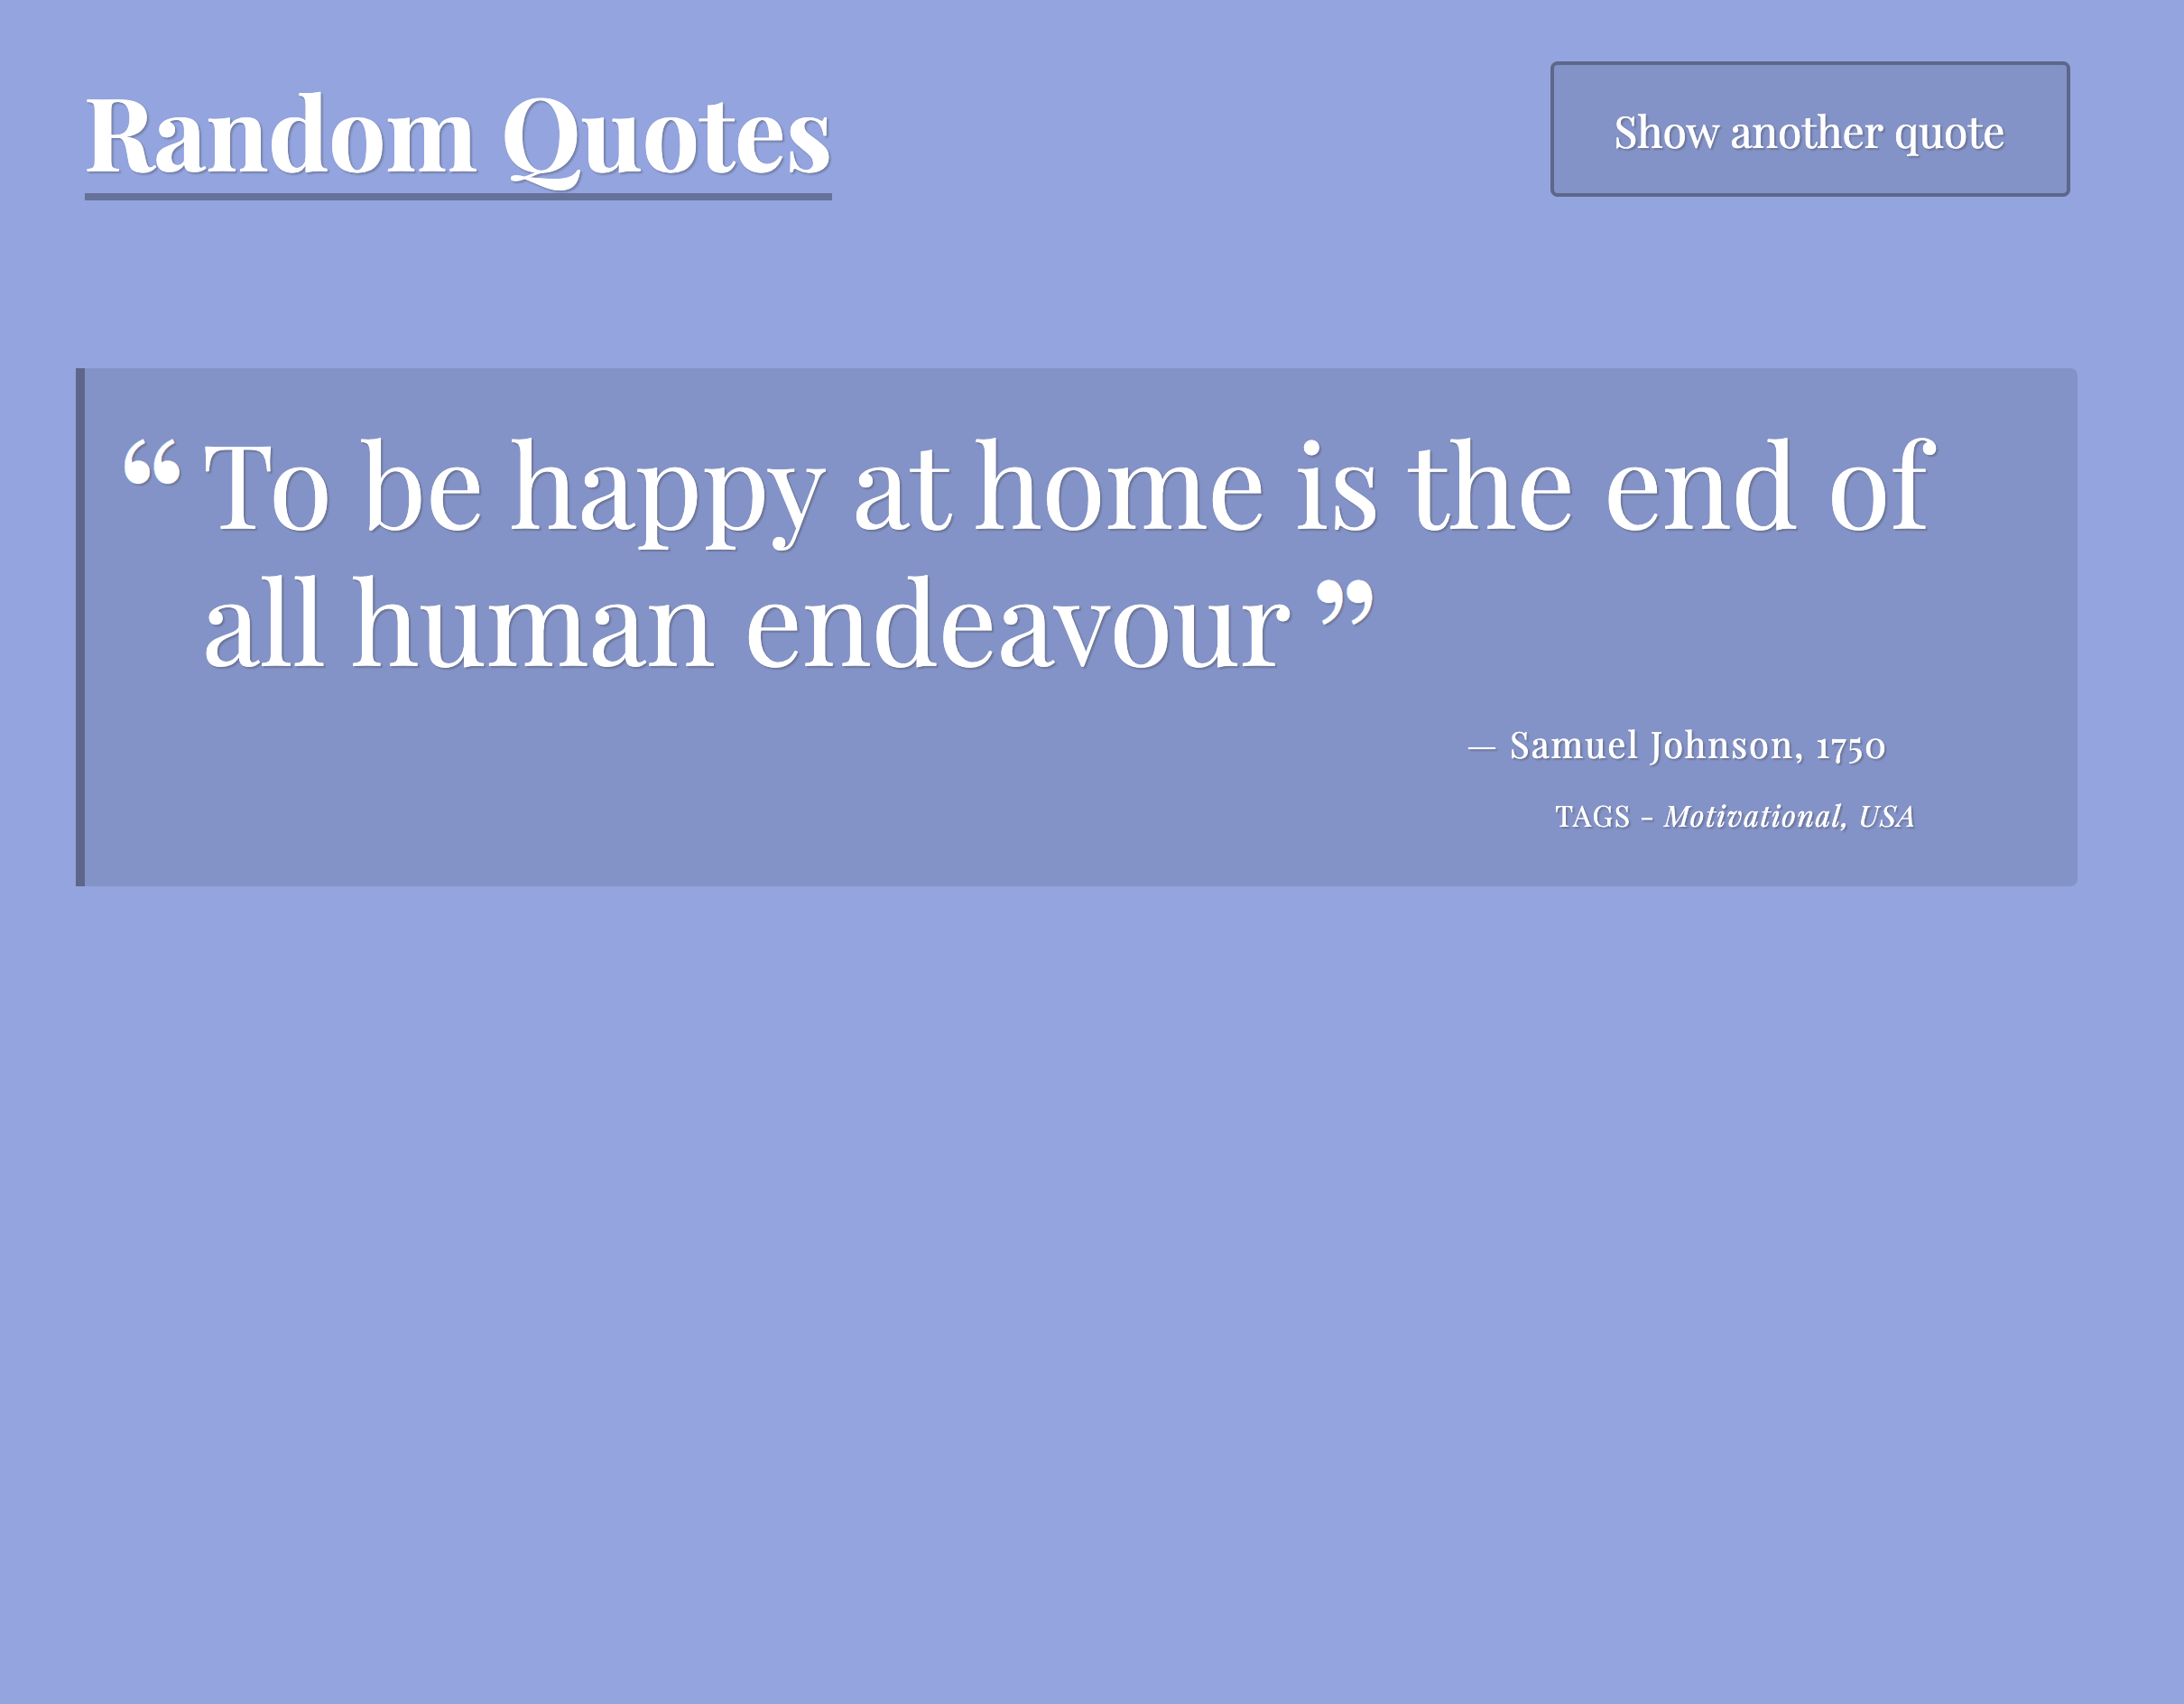 Random Quotes
Show another quote
“To be happy at home is the end of
all human endeavour”
— Samuel Johnson, 1750
TAGS - Motivational, USA